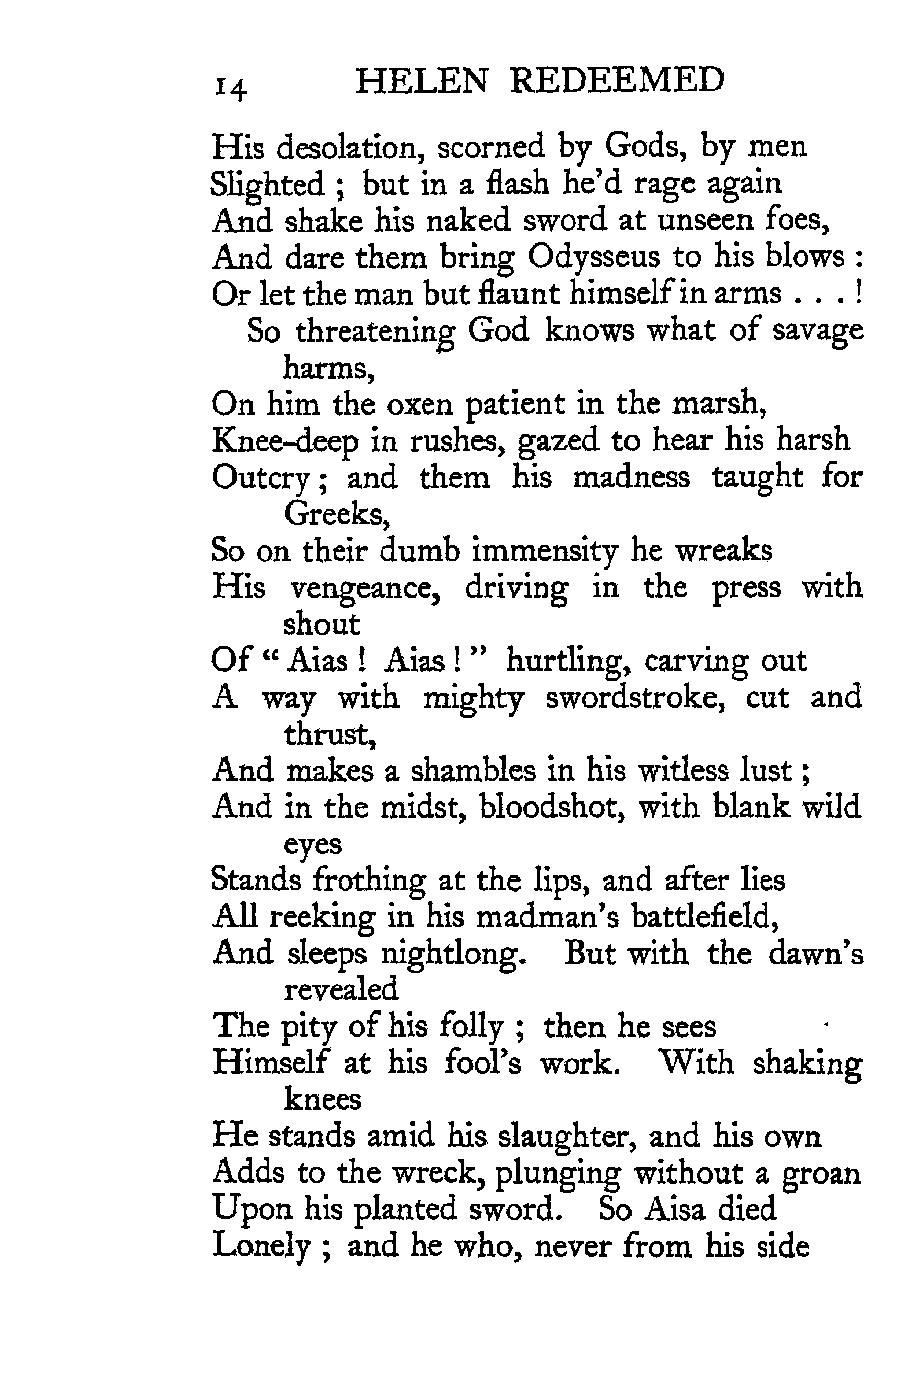 14 HELEN REDEEMED
His desolation, scorned by Gods, by men
Slighted ; but in a flash he'd rage again
And shake his naked sword at unseen foes,
And dare them bring Odysseus to his blows :
Or let the man but flaunt himself in arms . . . !
So threatening God knows what of savage
harms,
On him the oxen patient in the marsh,
Knee-deep in rushes, gazed to hear his harsh
Outcry ; and them his madness taught for
Greeks,
So on their dumb immensity he wreaks
His vengeance, driving in the press with
shout
Of “ Aias ! Aias ! ” hurtling, carving out
A way with mighty swordstroke, cut and
thrust,
And makes a shambles in his witless lust ;
And in the midst, bloodshot, with blank wild
eyes
Stands frothing at the lips, and after lies
All reeking in his madman's battlefield,
And sleeps nightlong. But with the dawn's
revealed
The pity of his folly ; then he sees
Himself at his fool's work. With shaking
knees
He stands amid his slaughter, and his own
Adds to the wreck, plunging without a groan
Upon his planted sword. So Aisa died
Lonely ; and he who, never from his side